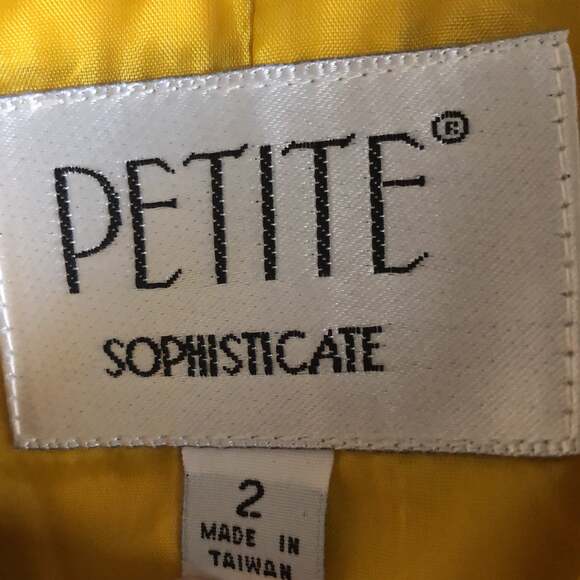 PETITE®
SOPHISTICATE
2
MADE IN
TAIWAN